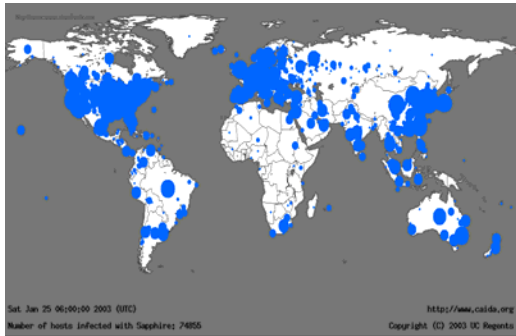 Sat Jan 25 06:00:00 2003 (UTC)
http://www.caida.org
Number of hosts infected with Sapphire: 74855
Copyright (C) 2003 UC Regents